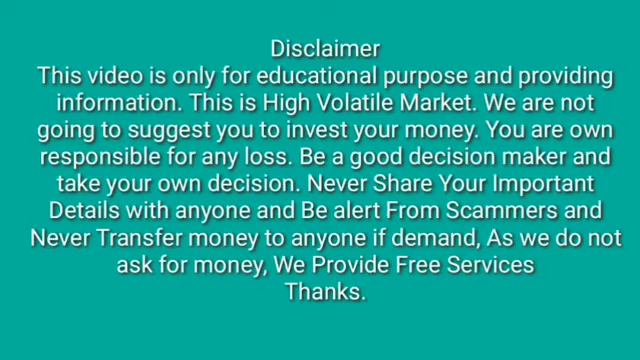 Disclaimer
This video is only for educational purpose and providing
information. This is High Volatile Market. We are not
going to suggest you to invest your money. You are own
responsible for any loss. Be a good decision maker and
take your own decision. Never Share Your Important
Details with anyone and Be alert From Scammers and
Never Transfer money to anyone if demand, As we do not
ask for money, We Provide Free Services
Thanks.